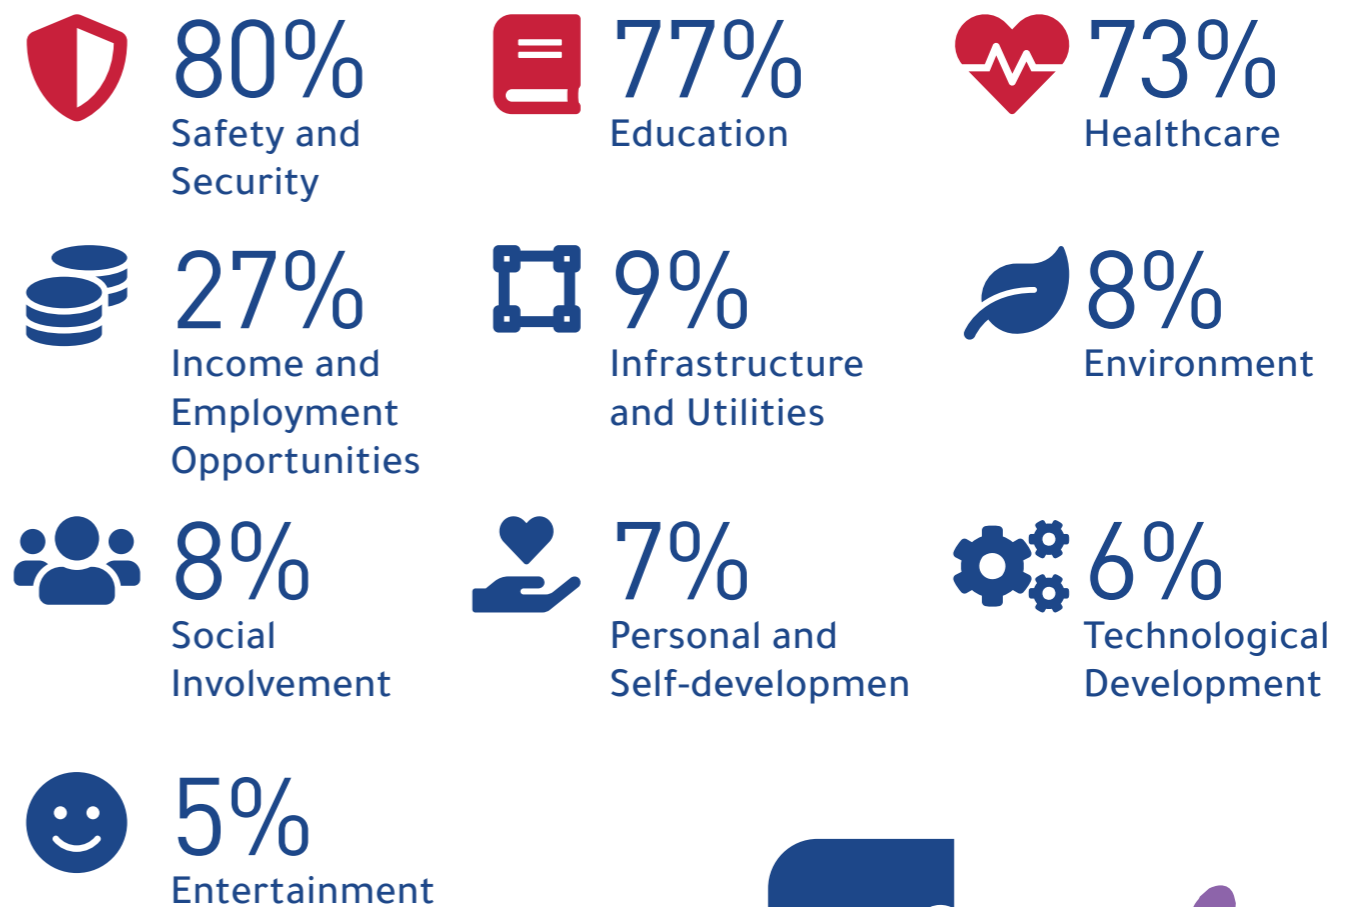 80%
Safety and
Security
77%
Education
73%
Healthcare
27%
Income and
Employment
Opportunities
9%
Infrastructure
and Utilities
8%
Environment
8%
Social
Involvement
7%
Personal and
Self-developmen
6%
Technological
Development
5%
Entertainment